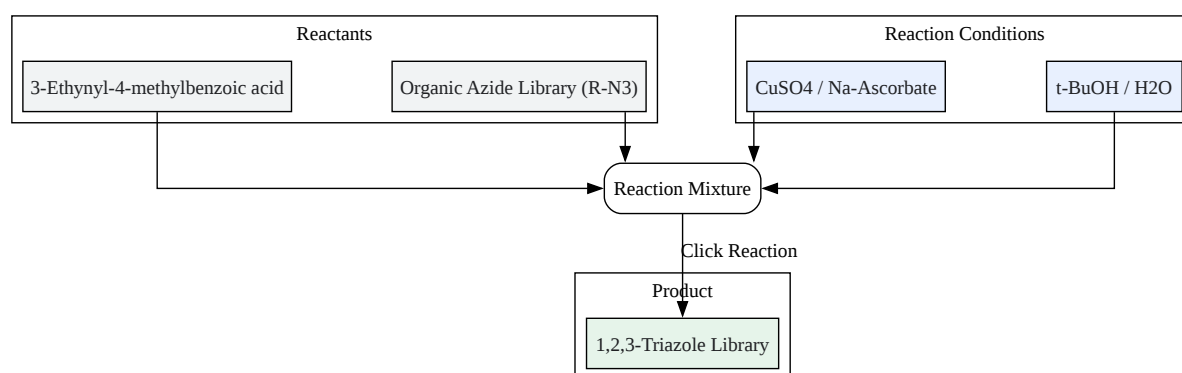 Reactants
Reaction Conditions
3-Ethynyl-4-methylbenzoic acid
Organic Azide Library (R-N3)
CuSO4 / Na-Ascorbate
t-BuOH / H2O
Reaction Mixture
Click Reaction
Product
1,2,3-Triazole Library